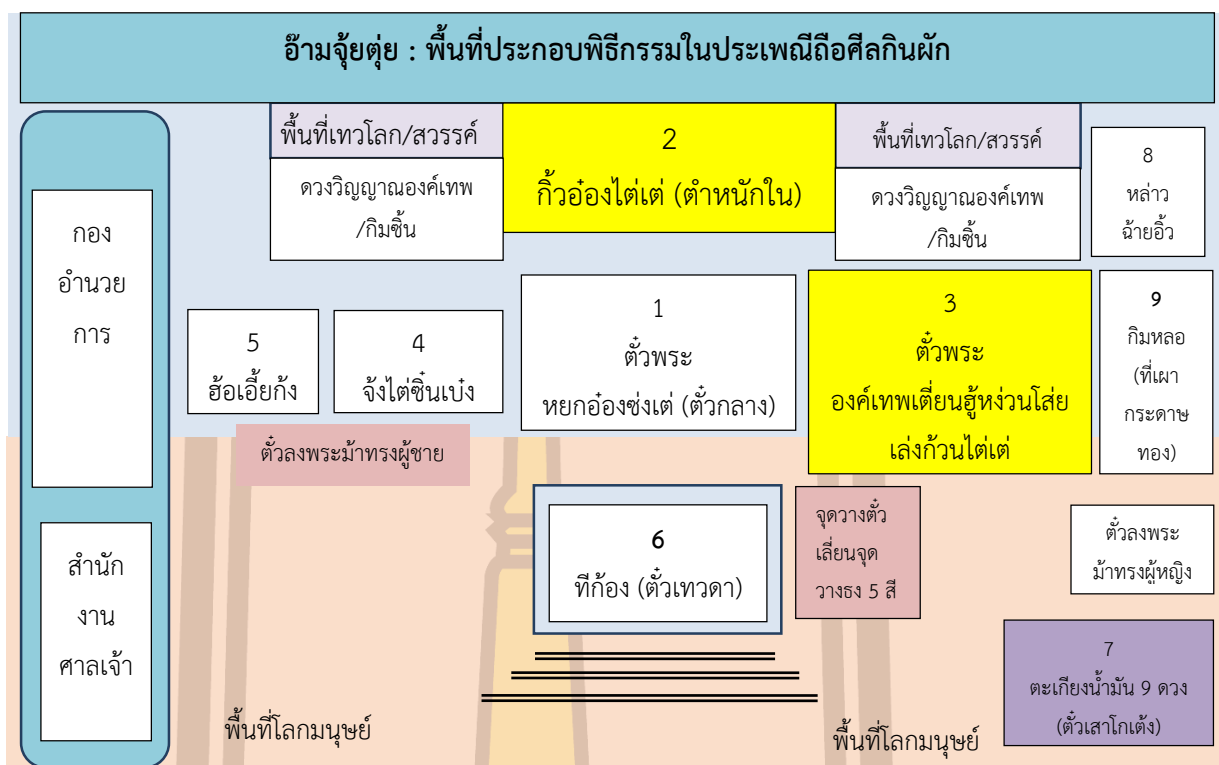 อ๊ามจุ้ยตุ่ย : พื้นที่ประกอบพิธีกรรมในประเพณีถือศีลกินผัก
กอง
อำนวย
การ
สำนัก
งาน
ศาลเจ้า
พื้นที่เทวโลก/สวรรค์
ดวงวิญญาณองค์เทพ
/กิมซิ้น
2
กิ้วอ๋องไต่เต่ (ตำหนักใน)
พื้นที่เทวโลก/สวรรค์
ดวงวิญญาณองค์เทพ
/กิมซิ้น
8
หล่าว
ฉ้ายอิ้ว
5
ฮ้อเอี้ยก้ง
4
จ้งไต่ซิ๋นเบ๋ง
1
ตั๋วพระ
หยกอ๋องซ่งเต่ (ตั๋วกลาง)
3
ตั๋วพระ
องค์เทพเตี่ยนฮู้หง่วนโส่ย
เล่งก้วนไต่เต่
9
กิมหลอ
(ที่เผา
กระดาษ
ทอง)
ตั๋วลงพระม้าทรงผู้ชาย
6
ทีก้อง (ตั๋วเทวดา)
จุดวางตั๋ว
เลี่ยนจุด
วางธง 5 สี
ตั๋วลงพระ
ม้าทรงผู้หญิง
7
ตะเกียงน้ำมัน 9 ดวง
(ตั๋วเสาโกเต้ง)
พื้นที่โลกมนุษย์
พื้นที่โลกมนุษย์